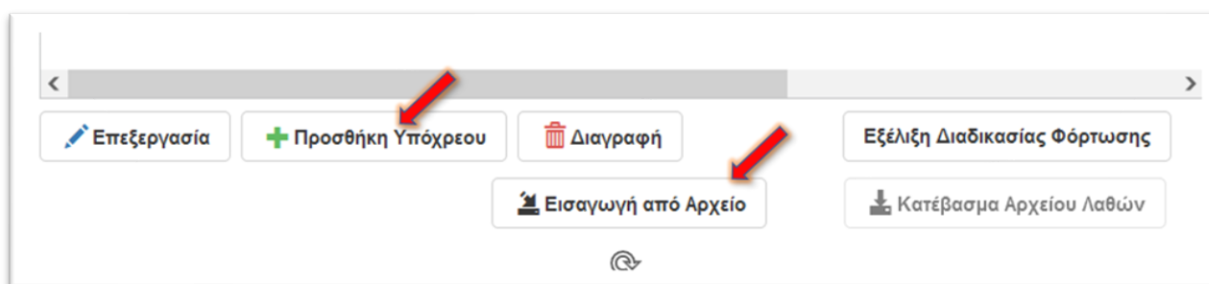 Επεξεργασία
Προσθήκη Υπόχρεου
Διαγραφή
Εξέλιξη Διαδικασίας Φόρτωσης
Εισαγωγή από Αρχείο
Κατέβασμα Αρχείου Λαθών